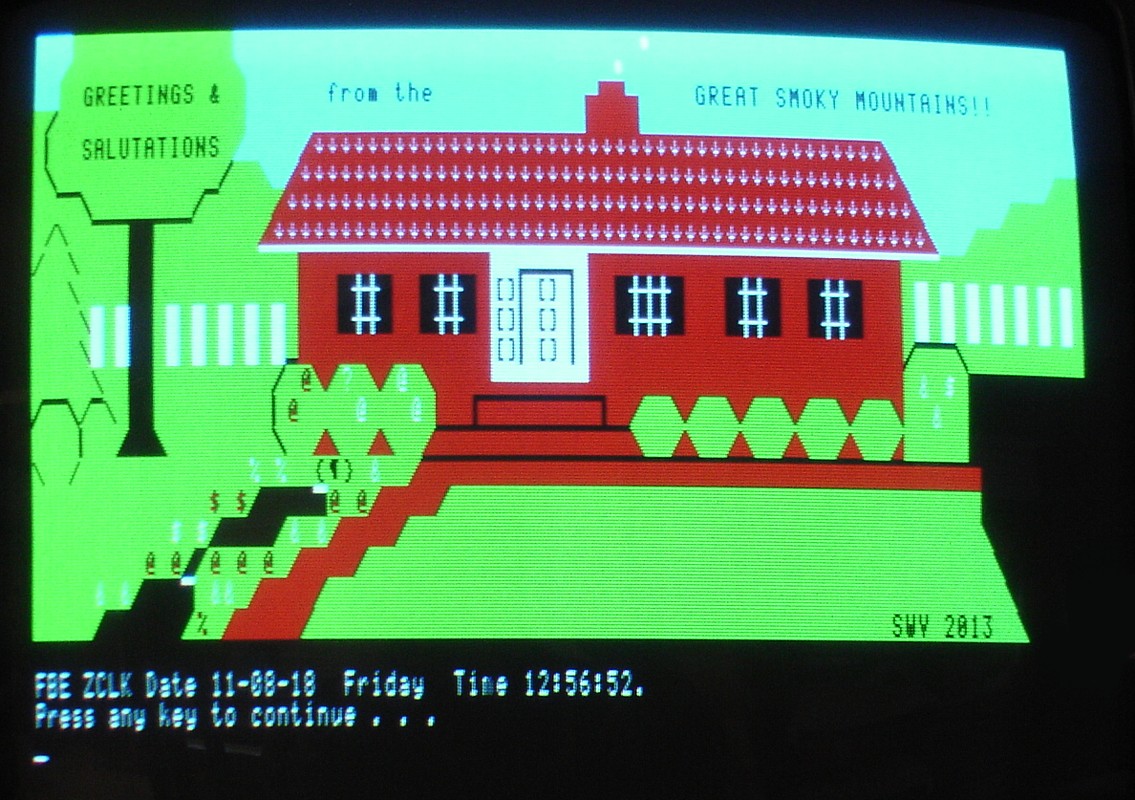 GREETINGS & from the GREAT SMOKY MOUNTAINS!!
SALUTATIONS
SWY 2013
FBE ZCLK Date 11-08-18 Friday Time 12:56:52.
Press any key to continue . . .